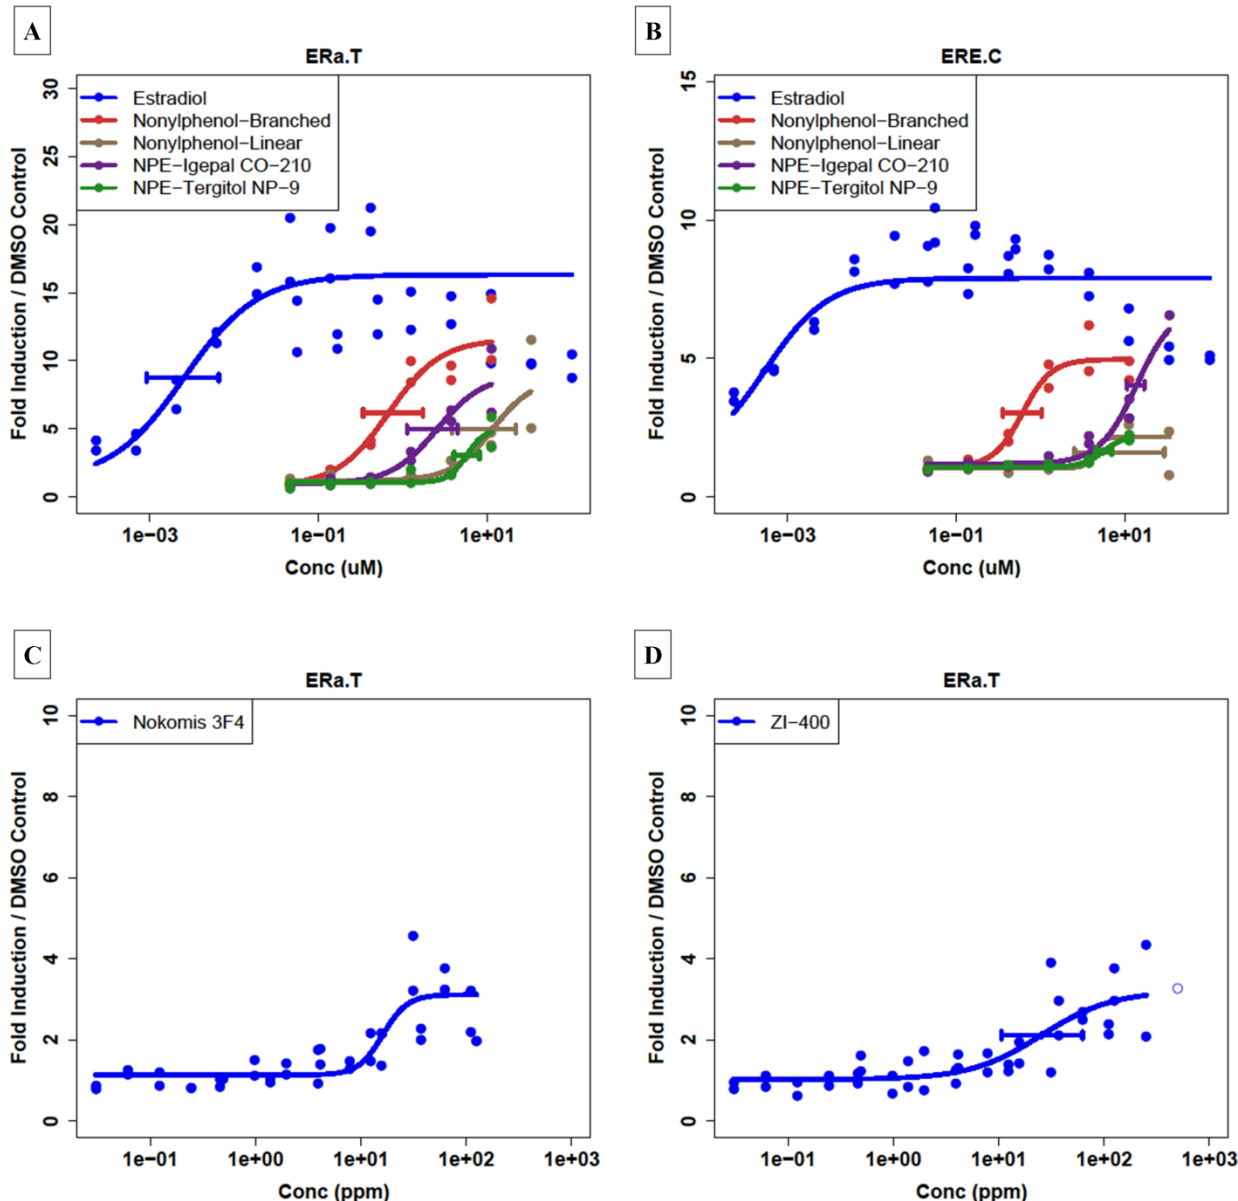 A
ERa.T
Fold Induction / DMSO Control
30
25
20
15
10
5
0
Estradiol
Nonylphenol−Branched
Nonylphenol−Linear
NPE−Igepal CO−210
NPE−Tergitol NP−9
1e−03
1e−01
1e+01
Conc (uM)
B
ERE.C
Fold Induction / DMSO Control
15
10
5
0
Estradiol
Nonylphenol−Branched
Nonylphenol−Linear
NPE−Igepal CO−210
NPE−Tergitol NP−9
1e−03
1e−01
1e+01
Conc (uM)
C
ERa.T
Fold Induction / DMSO Control
10
8
6
4
2
0
Nokomis 3F4
1e−01
1e+00
1e+01
1e+02
1e+03
Conc (ppm)
D
ERa.T
Fold Induction / DMSO Control
10
8
6
4
2
0
ZI−400
1e−01
1e+00
1e+01
1e+02
1e+03
Conc (ppm)